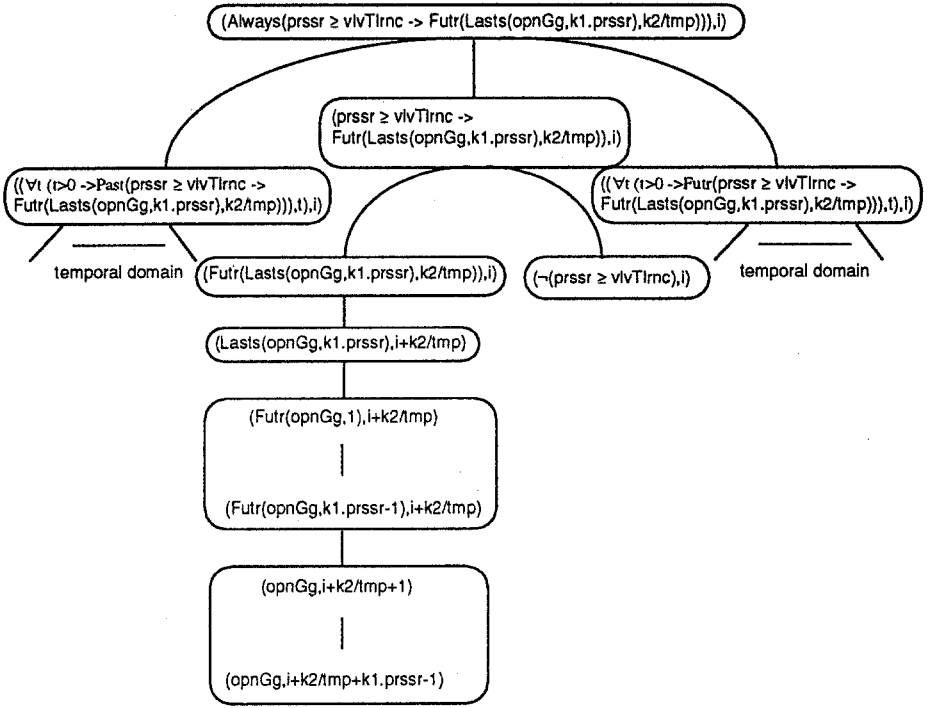 (Always(prssr ≥ vlvTlrnc -> Futr(Lasts(opnGg,k1.prssr),k2/tmp))),i)
(prssr ≥ vlvTlrnc ->
Futr(Lasts(opnGg,k1.prssr),k2/tmp)),i)
((∀t (t>0 ->Past(prssr ≥ vlvTlrnc ->
Futr(Lasts(opnGg,k1.prssr),k2/tmp))),t),i)
((∀t (t>0 ->Futr(prssr ≥ vlvTlrnc ->
Futr(Lasts(opnGg,k1.prssr),k2/tmp))),t),i)
temporal domain
(Futr(Lasts(opnGg,k1.prssr),k2/tmp)),i)
(¬(prssr ≥ vlvTlrnc),i)
temporal domain
(Lasts(opnGg,k1.prssr),i+k2/tmp)
(Futr(opnGg,1),i+k2/tmp)
(Futr(opnGg,k1.prssr-1),i+k2/tmp)
(opnGg,i+k2/tmp+1)
(opnGg,i+k2/tmp+k1.prssr-1)